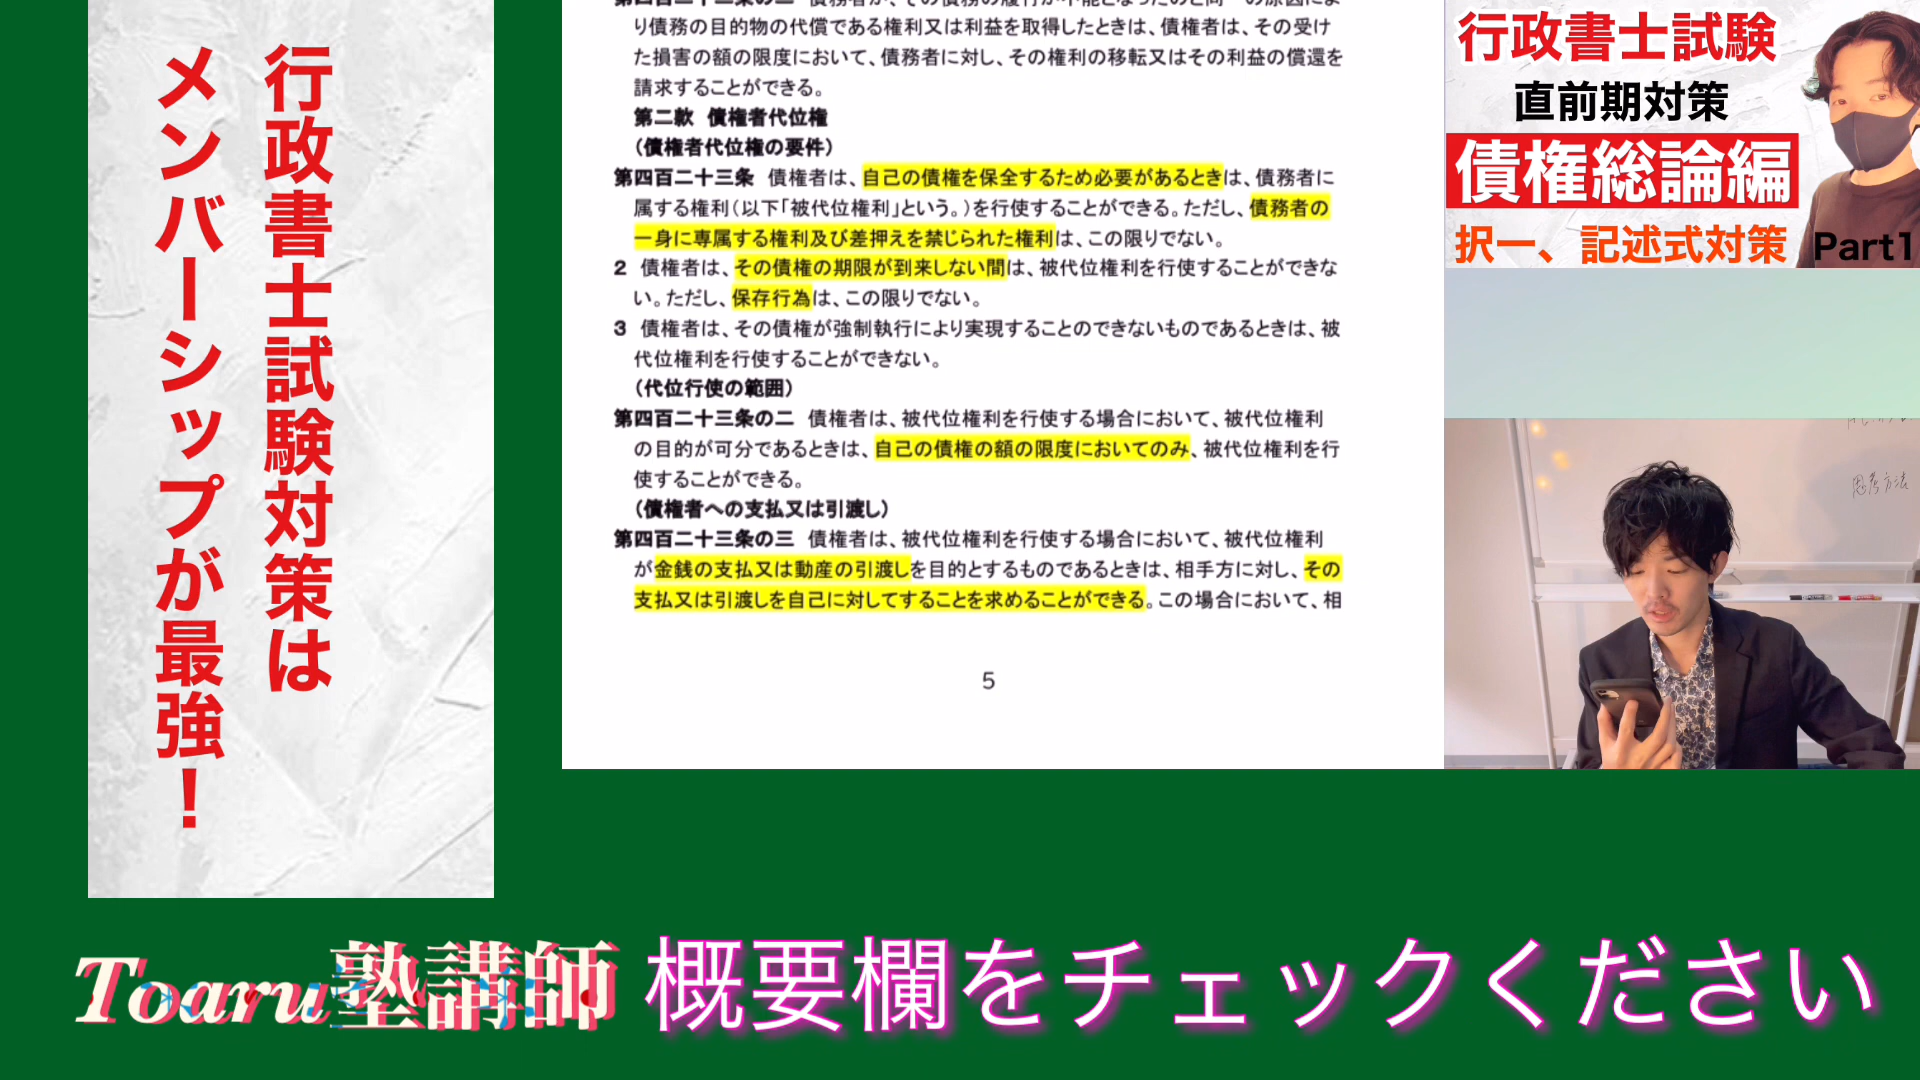 行政書士試験対策は
メンバーシップが最強！
り債務の目的物の代償である権利又は利益を取得したときは、債権者は、その受け
た損害の額の限度において、債務者に対し、その権利の移転又はその利益の償還を
請求することができる。
第二款 債権者代位権
（債権者代位権の要件）
第四百二十三条 債権者は、自己の債権を保全するため必要があるときは、債務者に
属する権利（以下「被代位権利」という。）を行使することができる。ただし、債務者の
一身に専属する権利及び差押えを禁じられた権利は、この限りでない。
2 債権者は、その債権の期限が到来しない間は、被代位権利を行使することができな
い。ただし、保存行為は、この限りでない。
3 債権者は、その債権が強制執行により実現することのできないものであるときは、被
代位権利を行使することができない。
（代位行使の範囲）
第四百二十三条の二 債権者は、被代位権利を行使する場合において、被代位権利
の目的が可分であるときは、自己の債権の額の限度においてのみ、被代位権利を行
使することができる。
（債権者への支払又は引渡し）
第四百二十三条の三 債権者は、被代位権利を行使する場合において、被代位権利
が金銭の支払又は動産の引渡しを目的とするものであるときは、相手方に対し、その
支払又は引渡しを自己に対してすることを求めることができる。この場合において、相
5
行政書士試験
直前期対策
債権総論編
択一、記述式対策 Part1
思考方法
Toaru塾講師 概要欄をチェックください